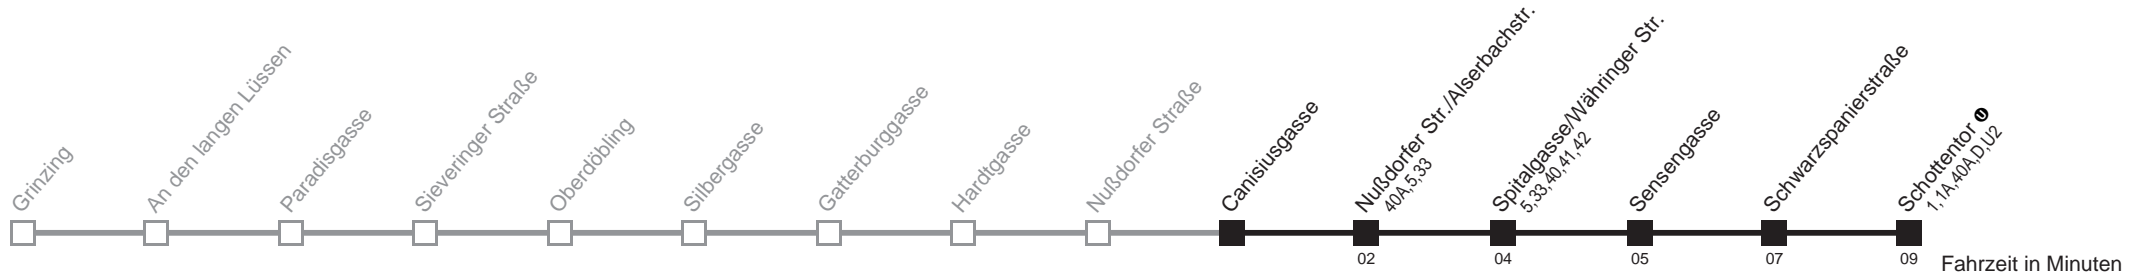 Grinzing
An den langen Lüssen
Paradisgasse
Sieveringer Straße
Oberdöbling
Silbergasse
Gatterburggasse
Hardtgasse
Nußdorfer Straße
Canisiusgasse
Nußdorfer Str./Alserbachstr.
40A,5,33
Spitalgasse/Währinger Str.
5,33,40,41,42
Sensengasse
Schwarzspanierstraße
Schottentor U
1,1A,40A,D,U2
02
04
05
07
09
Fahrzeit in Minuten